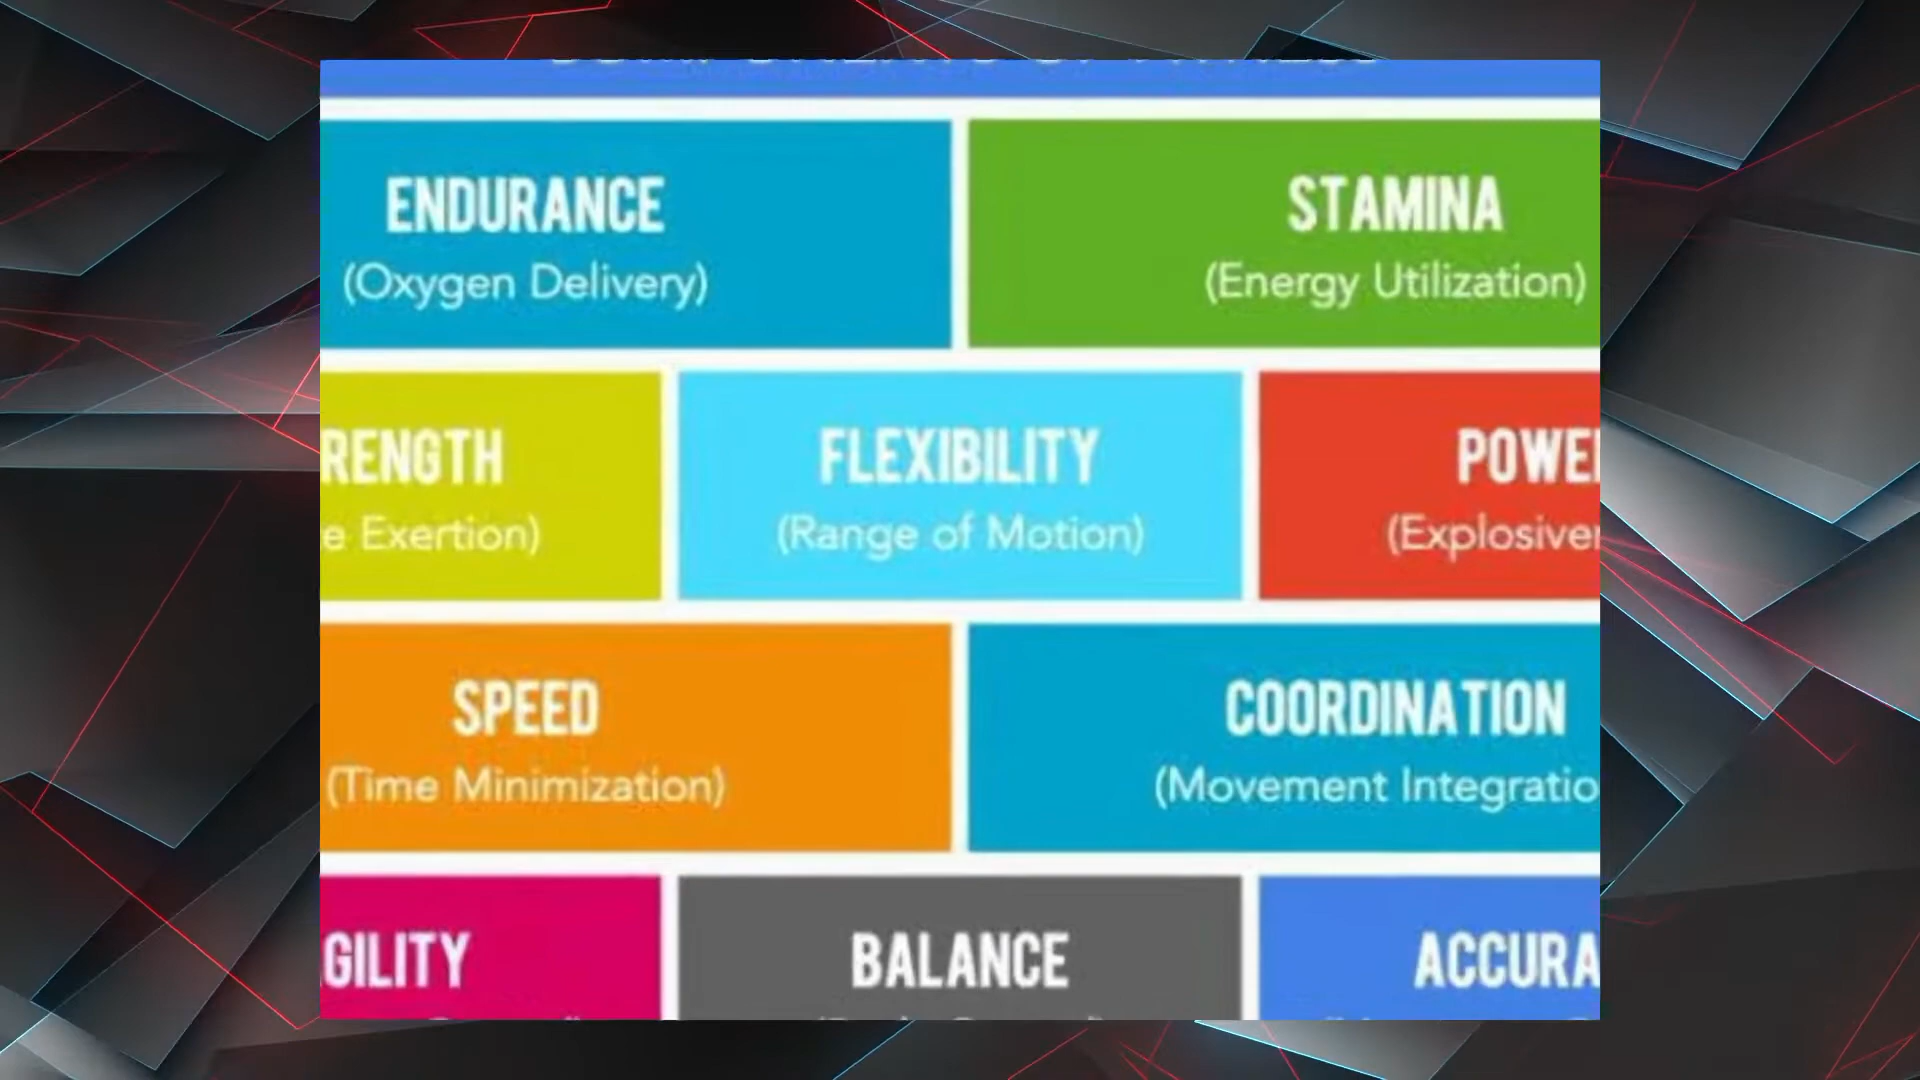 ENDURANCE
(Oxygen Delivery)
STAMINA
(Energy Utilization)
RENGTH
e Exertion)
FLEXIBILITY
(Range of Motion)
POWE
(Explosive
SPEED
(Time Minimization)
COORDINATION
(Movement Integratio
GILITY
BALANCE
ACCURA